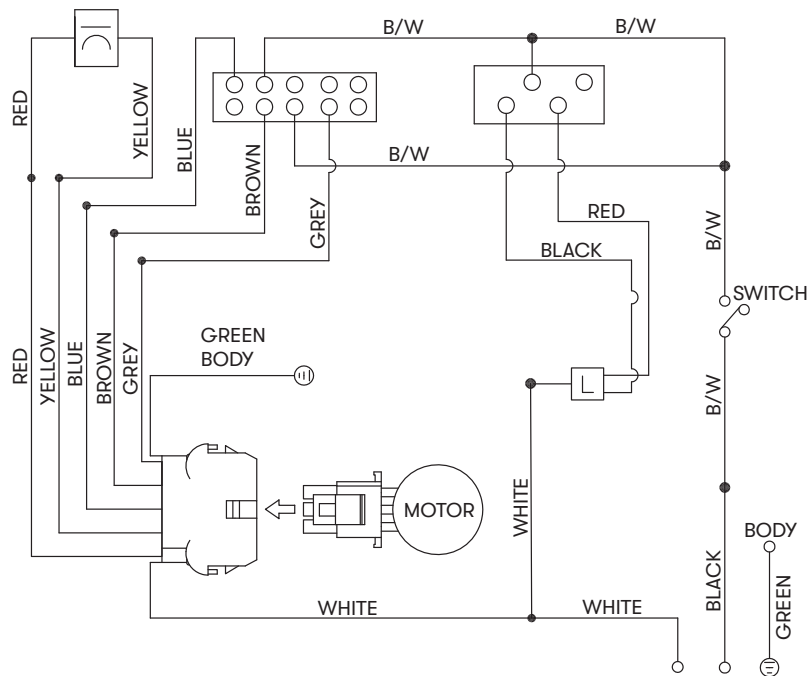 B/W
B/W
RED
YELLOW
BLUE
BROWN
GREY
B/W
RED
BLACK
B/W
SWITCH
GREEN
BODY
RED
YELLOW
BLUE
BROWN
GREY
L
B/W
MOTOR
WHITE
BODY
BLACK
GREEN
WHITE
WHITE